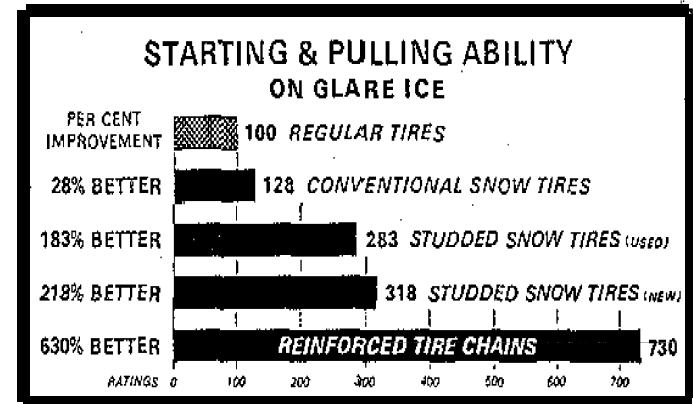 STARTING & PULLING ABILITY
ON GLARE ICE
PER CENT
IMPROVEMENT
100 REGULAR TIRES
28% BETTER 128 CONVENTIONAL SNOW TIRES
183% BETTER 283 STUDDED SNOW TIRES (USED)
218% BETTER 318 STUDDED SNOW TIRES (NEW)
630% BETTER REINFORCED TIRE CHAINS 730
RATINGS 0 100 200 300 400 500 600 700